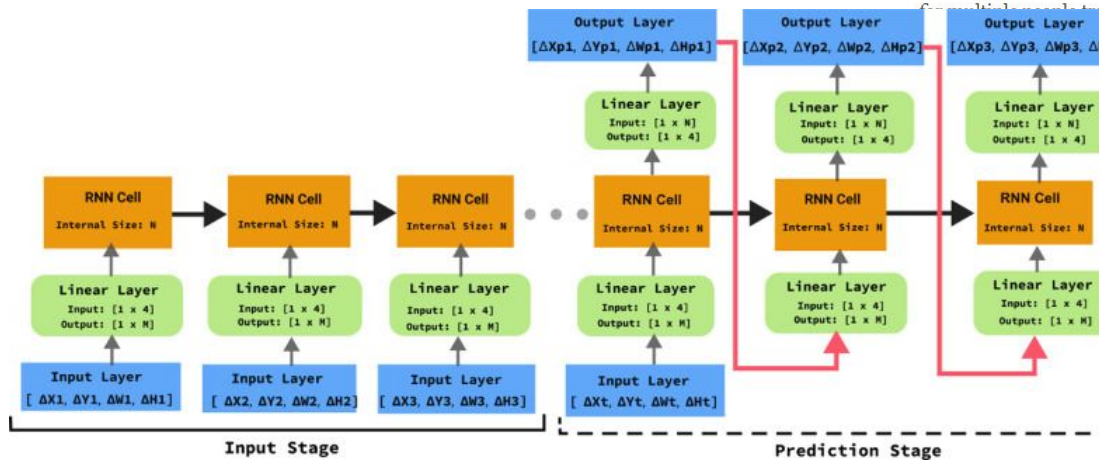 for multiple people
Output Layer
[ΔXp1, ΔYp1, ΔWp1, ΔHp1]
Output Layer
[ΔXp2, ΔYp2, ΔWp2, ΔHp2]
Output Layer
[ΔXp3, ΔYp3, ΔWp3,
Linear Layer
Input: [1 x N]
Output: [1 x 4]
Linear Layer
Input: [1 x N]
Output: [1 x 4]
Linear Layer
Input: [1 x N]
Output: [1 x 4]
RNN Cell
Internal Size: N
RNN Cell
Internal Size: N
RNN Cell
Internal Size: N
RNN Cell
Internal Size: N
RNN Cell
Internal Size: N
RNN Cell
Internal Size: N
Linear Layer
Input: [1 x 4]
Output: [1 x M]
Linear Layer
Input: [1 x 4]
Output: [1 x M]
Linear Layer
Input: [1 x 4]
Output: [1 x M]
Linear Layer
Input: [1 x 4]
Output: [1 x M]
Linear Layer
Input: [1 x 4]
Output: [1 x M]
Linear Layer
Input: [1 x 4]
Output: [1 x M]
Input Layer
[ ΔX1, ΔY1, ΔW1, ΔH1]
Input Layer
[ ΔX2, ΔY2, ΔW2, ΔH2]
Input Layer
[ ΔX3, ΔY3, ΔW3, ΔH3]
Input Layer
[ ΔXt, ΔYt, ΔWt, ΔHt]
Input Stage
Prediction Stage